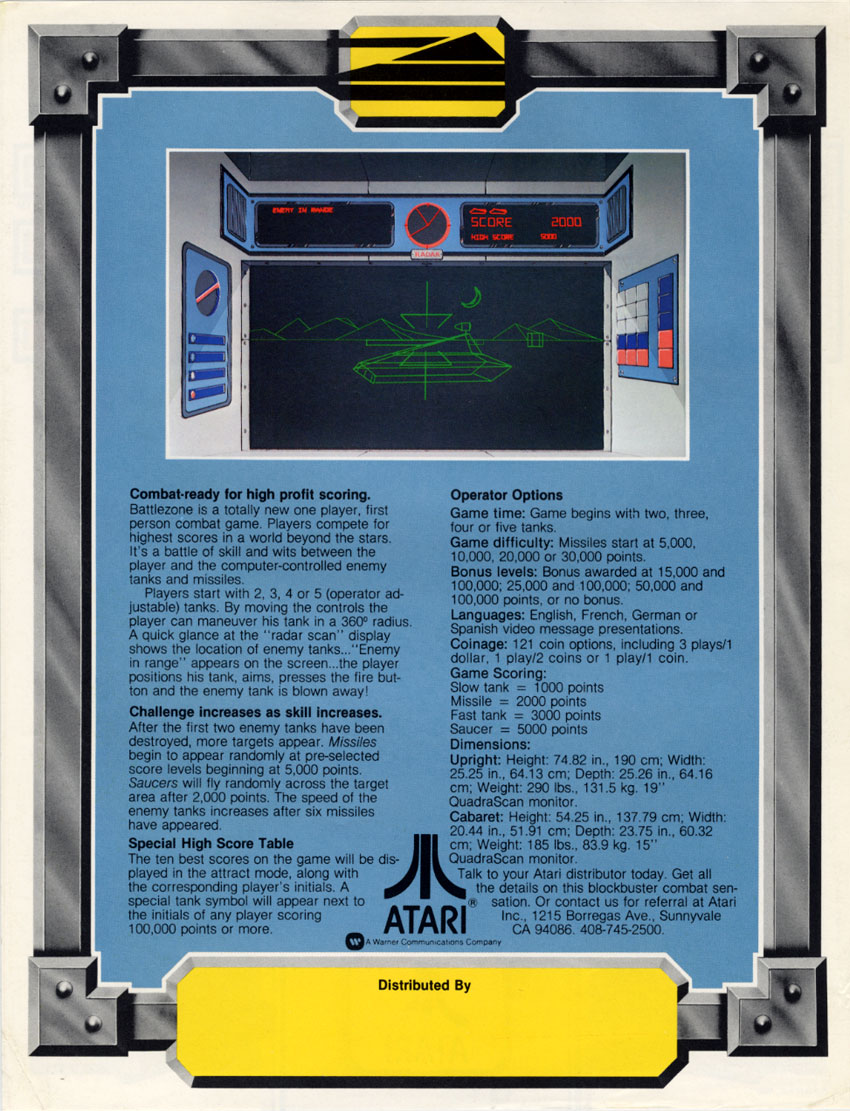 ENEMY IN RANGE
SCORE 2000
HIGH SCORE 5000
RADAR
Combat-ready for high profit scoring.
Battlezone is a totally new one player, first
person combat game. Players compete for
highest scores in a world beyond the stars.
It's a battle of skill and wits between the
player and the computer-controlled enemy
tanks and missiles.
Players start with 2, 3, 4 or 5 (operator ad-
justable) tanks. By moving the controls the
player can maneuver his tank in a 360º radius.
A quick glance at the "radar scan" display
shows the location of enemy tanks..."Enemy
in range" appears on the screen...the player
positions his tank, aims, presses the fire but-
ton and the enemy tank is blown away!
Challenge increases as skill increases.
After the first two enemy tanks have been
destroyed, more targets appear. Missiles
begin to appear randomly at pre-selected
score levels beginning at 5,000 points.
Saucers will fly randomly across the target
area after 2,000 points. The speed of the
enemy tanks increases after six missiles
have appeared.
Special High Score Table
The ten best scores on the game will be dis-
played in the attract mode, along with
the corresponding player's initials. A
special tank symbol will appear next to
the initials of any player scoring
100,000 points or more.
Operator Options
Game time: Game begins with two, three,
four or five tanks.
Game difficulty: Missiles start at 5,000,
10,000, 20,000 or 30,000 points.
Bonus levels: Bonus awarded at 15,000 and
100,000; 25,000 and 100,000; 50,000 and
100,000 points, or no bonus.
Languages: English, French, German or
Spanish video message presentations.
Coinage: 121 coin options, including 3 plays/1
dollar, 1 play/2 coins or 1 play/1 coin.
Game Scoring:
Slow tank = 1000 points
Missile = 2000 points
Fast tank = 3000 points
Saucer = 5000 points
Dimensions:
Upright: Height: 74.82 in., 190 cm; Width:
25.25 in., 64.13 cm; Depth: 25.26 in., 64.16
cm; Weight: 290 lbs., 131.5 kg. 19"
QuadraScan monitor.
Cabaret: Height: 54.25 in., 137.79 cm; Width:
20.44 in., 51.91 cm; Depth: 23.75 in., 60.32
cm; Weight: 185 lbs., 83.9 kg. 15"
QuadraScan monitor.
Talk to your Atari distributor today. Get all
the details on this blockbuster combat sen-
sation. Or contact us for referral at Atari
Inc., 1215 Borregas Ave., Sunnyvale
CA 94086. 408-745-2500.
ATARI®
A Warner Communications Company
Distributed By